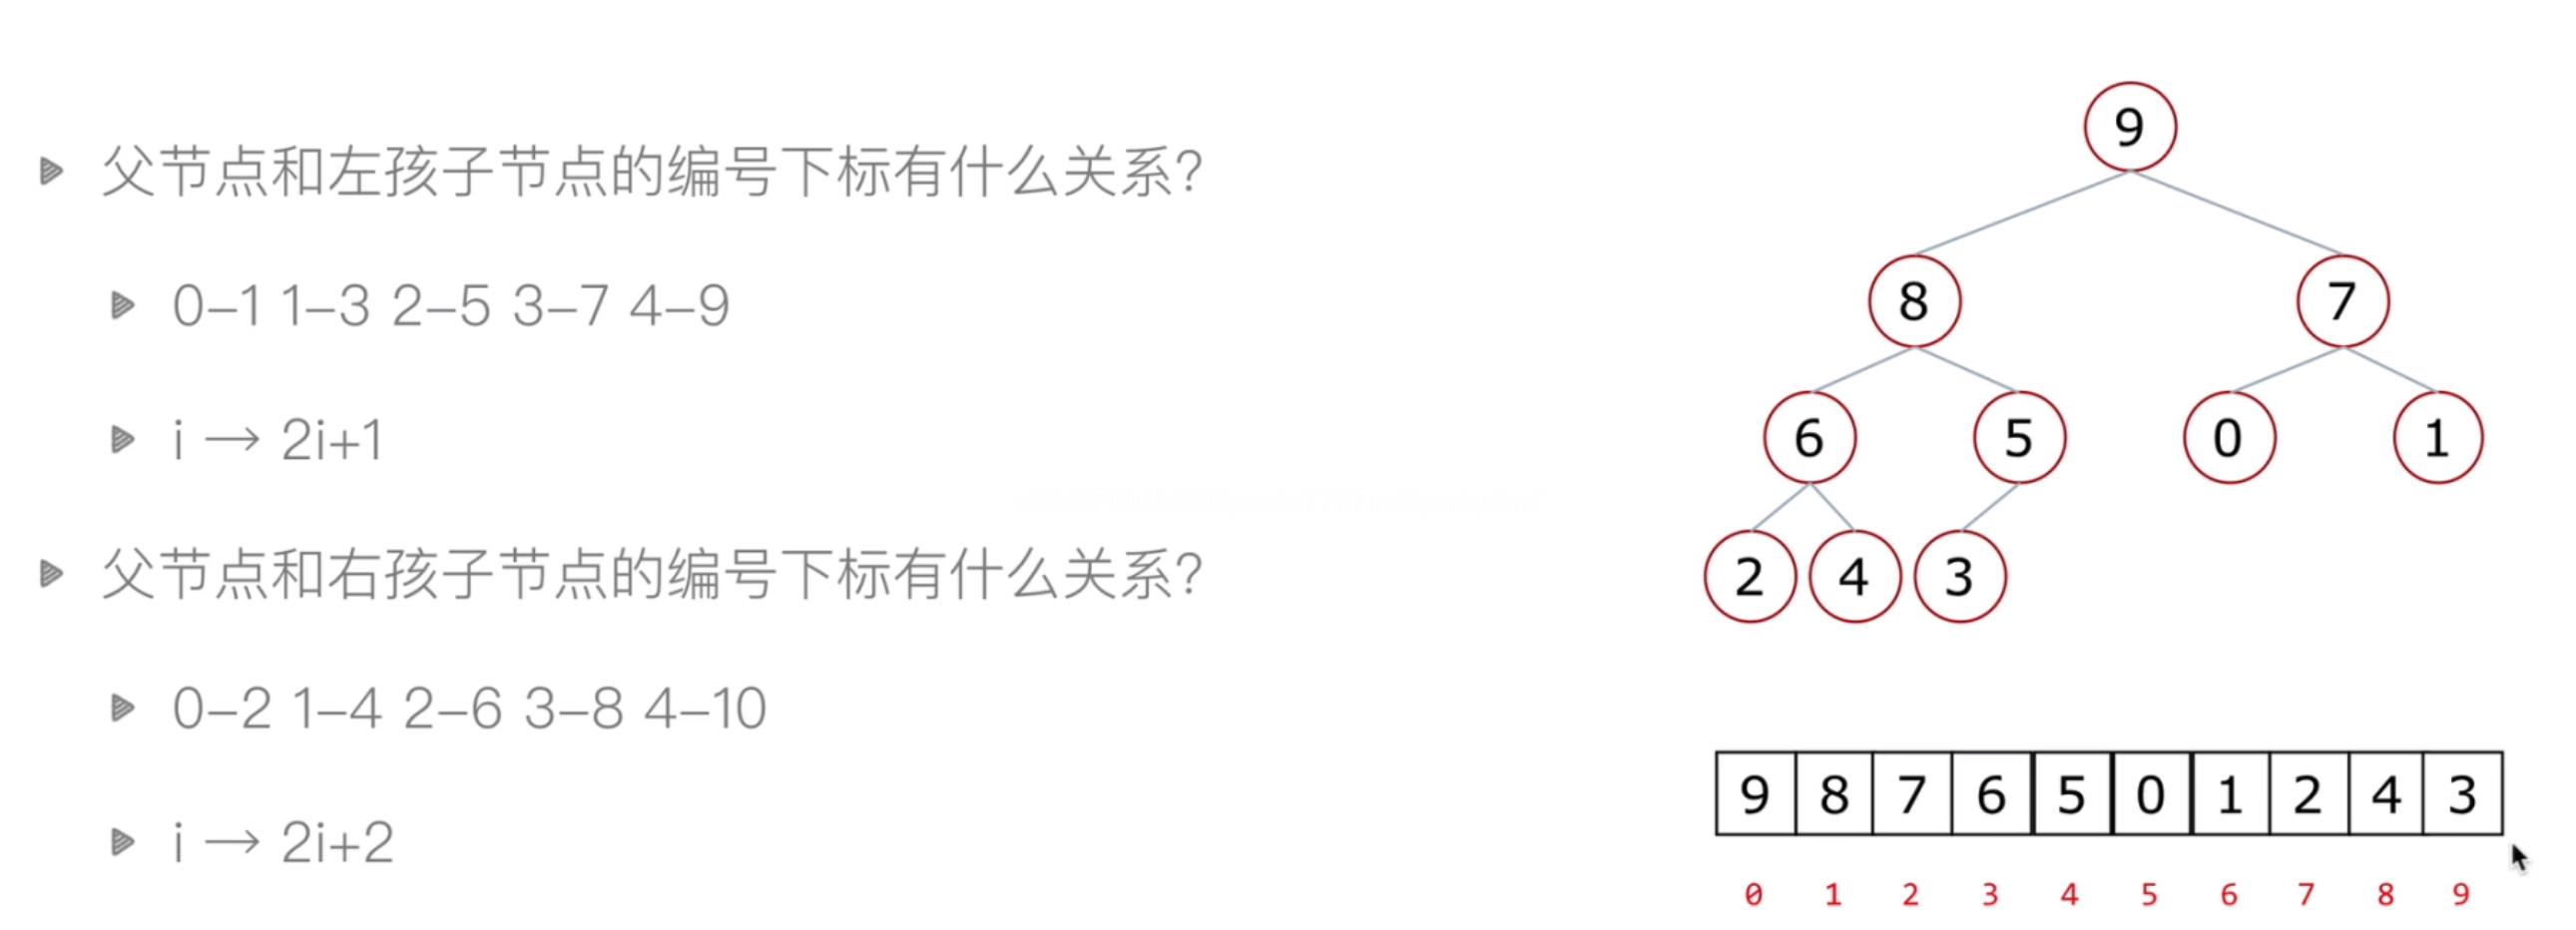 父节点和左孩子节点的编号下标有什么关系?
0–1 1–3 2–5 3–7 4–9
i → 2i+1
父节点和右孩子节点的编号下标有什么关系?
0–2 1–4 2–6 3–8 4–10
i → 2i+2
9
8 7
6 5 0 1
2 4 3
9 8 7 6 5 0 1 2 4 3
0 1 2 3 4 5 6 7 8 9